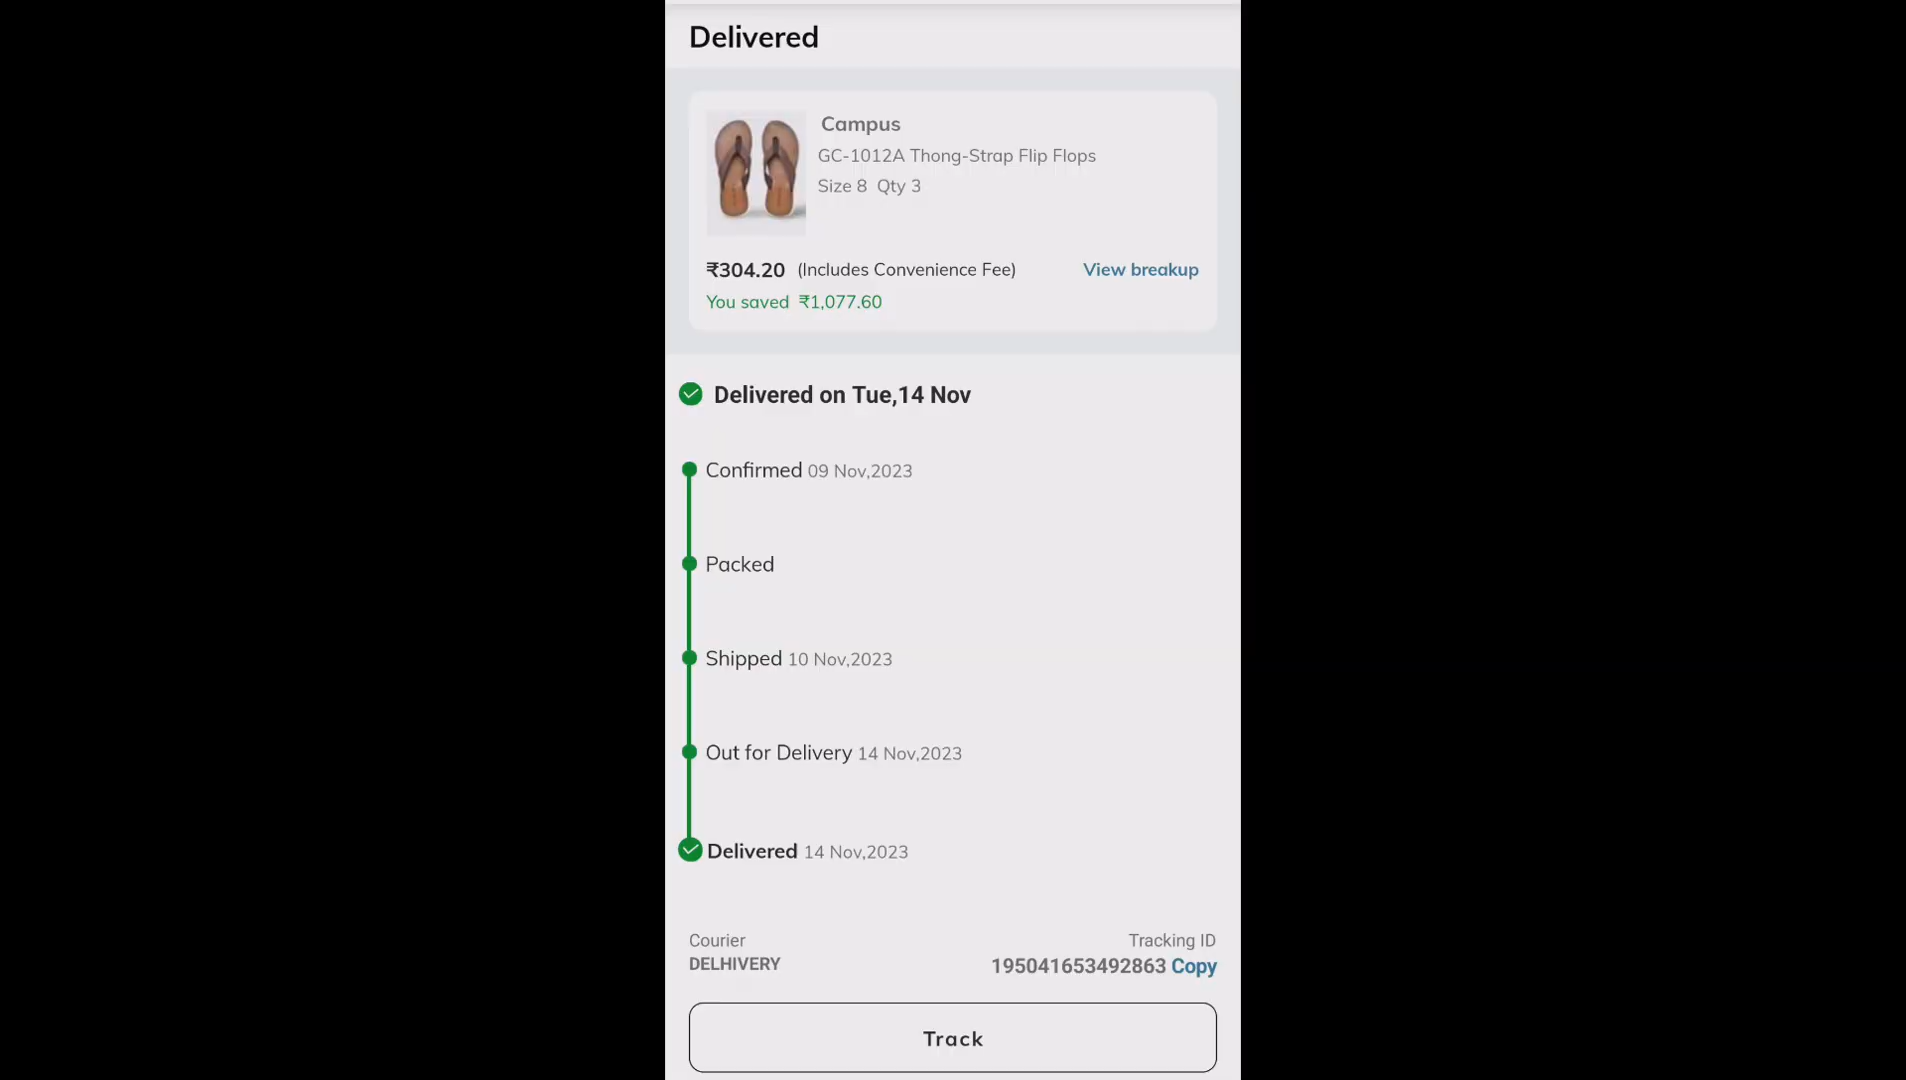 Delivered
Campus
GC-1012A Thong-Strap Flip Flops
Size 8 Qty 3
₹304.20 (Includes Convenience Fee) View breakup
You saved ₹1,077.60
Delivered on Tue,14 Nov
Confirmed 09 Nov,2023
Packed
Shipped 10 Nov,2023
Out for Delivery 14 Nov,2023
Delivered 14 Nov,2023
Courier Tracking ID
DELHIVERY 195041653492863 Copy
Track